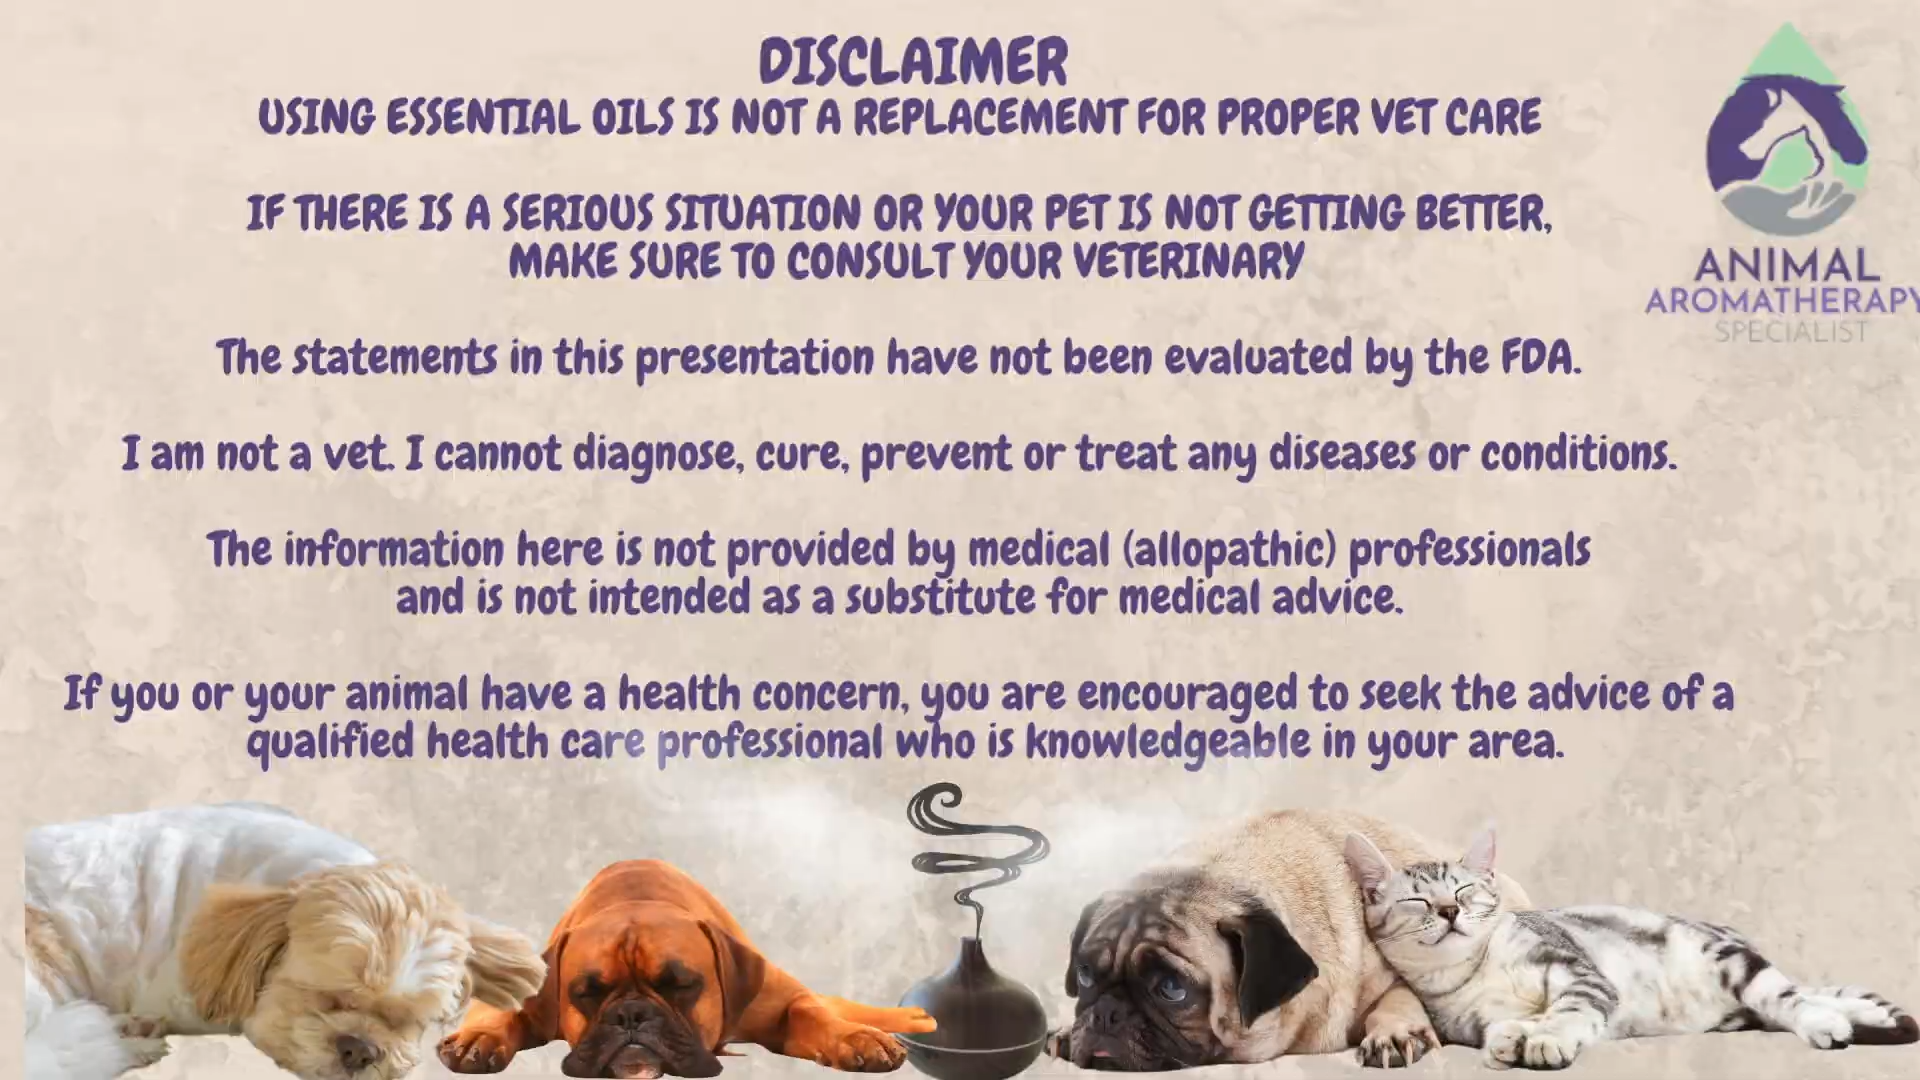 DISCLAIMER
USING ESSENTIAL OILS IS NOT A REPLACEMENT FOR PROPER VET CARE
IF THERE IS A SERIOUS SITUATION OR YOUR PET IS NOT GETTING BETTER,
MAKE SURE TO CONSULT YOUR VETERINARY
The statements in this presentation have not been evaluated by the FDA.
I am not a vet. I cannot diagnose, cure, prevent or treat any diseases or conditions.
The information here is not provided by medical (allopathic) professionals
and is not intended as a substitute for medical advice.
If you or your animal have a health concern, you are encouraged to seek the advice of a
qualified health care professional who is knowledgeable in your area.
ANIMAL
AROMATHERAPY
SPECIALIST